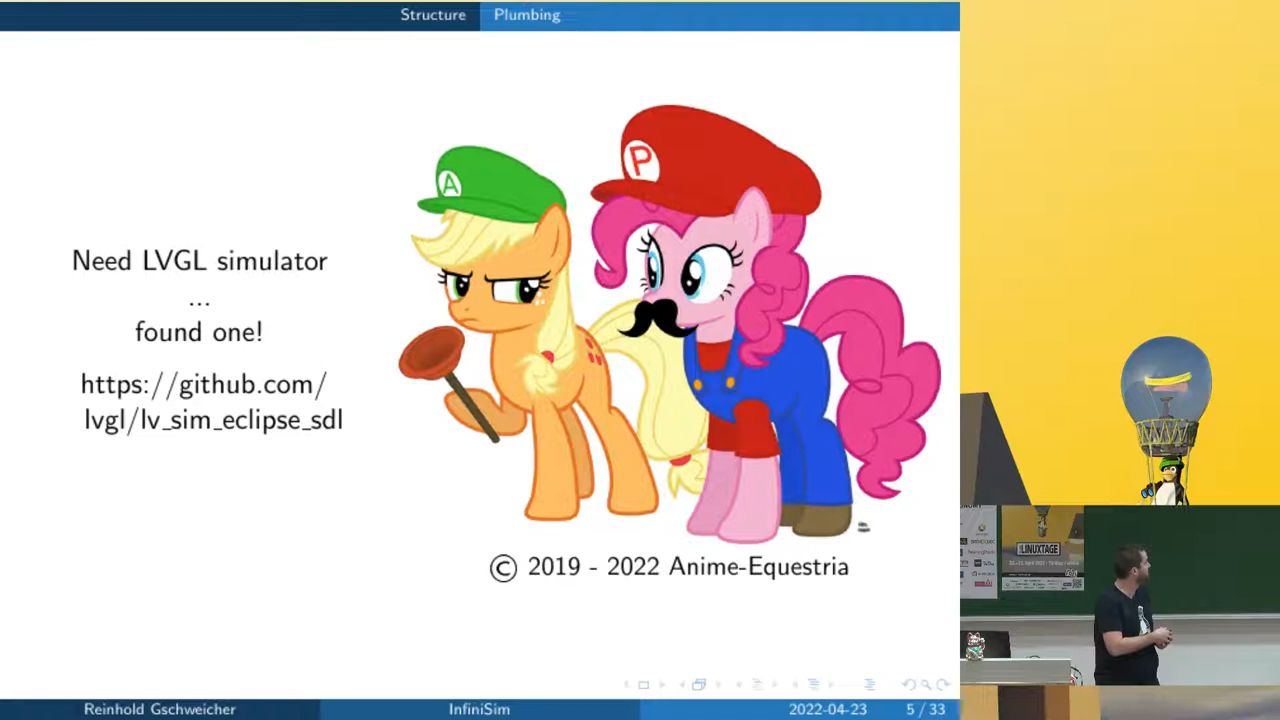 Structure
Plumbing
Need LVGL simulator
...
found one!
https://github.com/
lvgl/lv_sim_eclipse_sdl
A
P
© 2019 - 2022 Anime-Equestria
Reinhold Gschweicher
InfiniSim
2022-04-23
5 / 33
LINUXTAGE